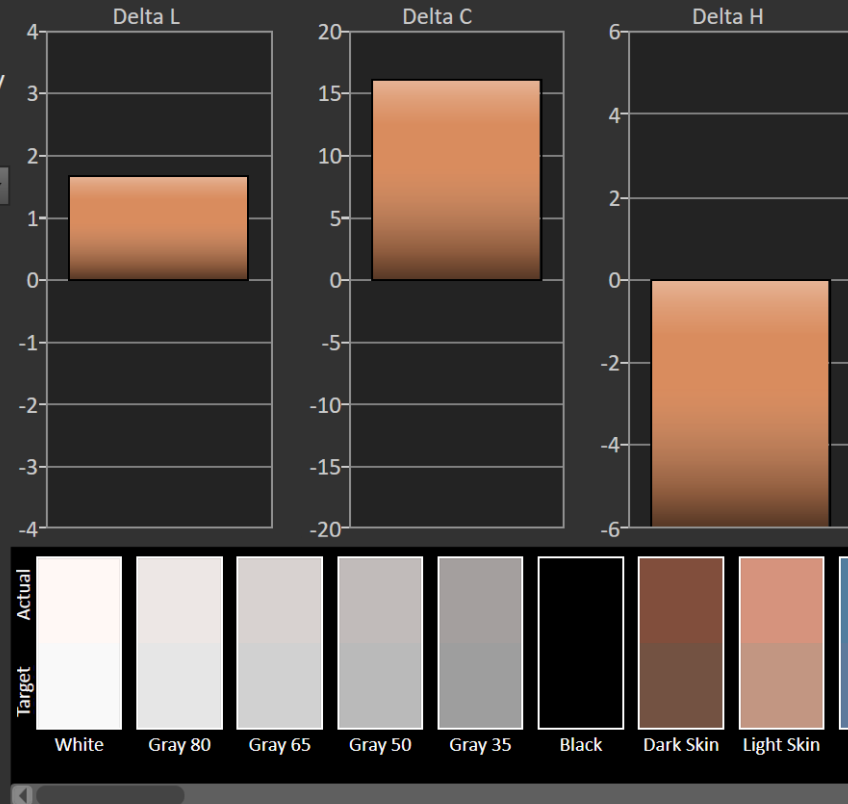 Delta L
Delta C
Delta H
4
3
2
1
0
-1
-2
-3
-4
20
15
10
5
0
-5
-10
-15
-20
6
4
2
0
-2
-4
-6
Actual
Target
White
Gray 80
Gray 65
Gray 50
Gray 35
Black
Dark Skin
Light Skin